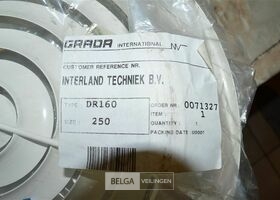 GRADA INTERNATIONAL NV
CUSTOMER REFERENCE NR.
INTERLAND TECHNIEK B.V.
TYPE DR160
ORDER NR. 0071327
ITEM : 1
SIZE : 250
QUANTITY : 1
PACKING DATE
BELGA VEILINGEN